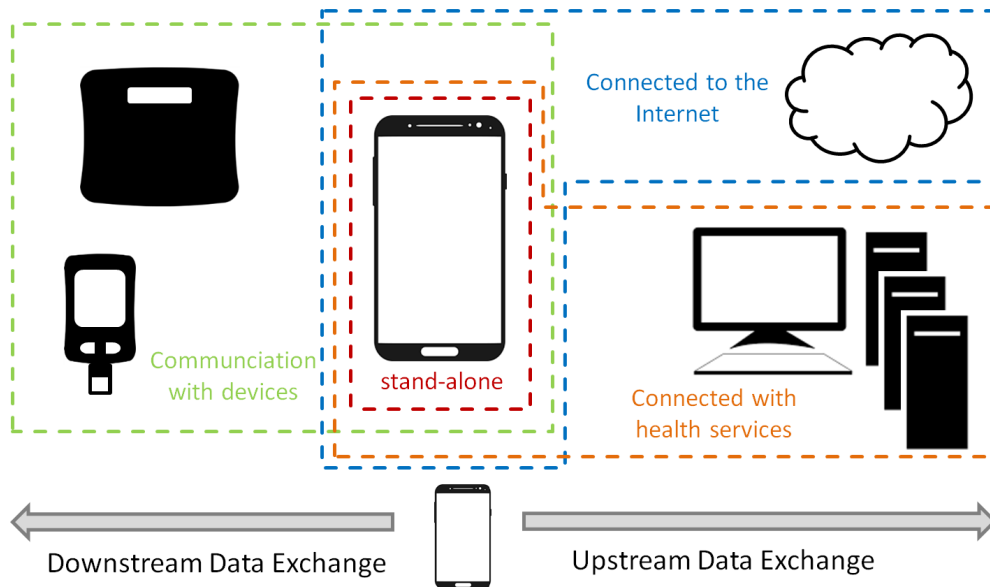 Connected to the
Internet
Communciation
with devices
stand-alone
Connected with
health services
Downstream Data Exchange
Upstream Data Exchange